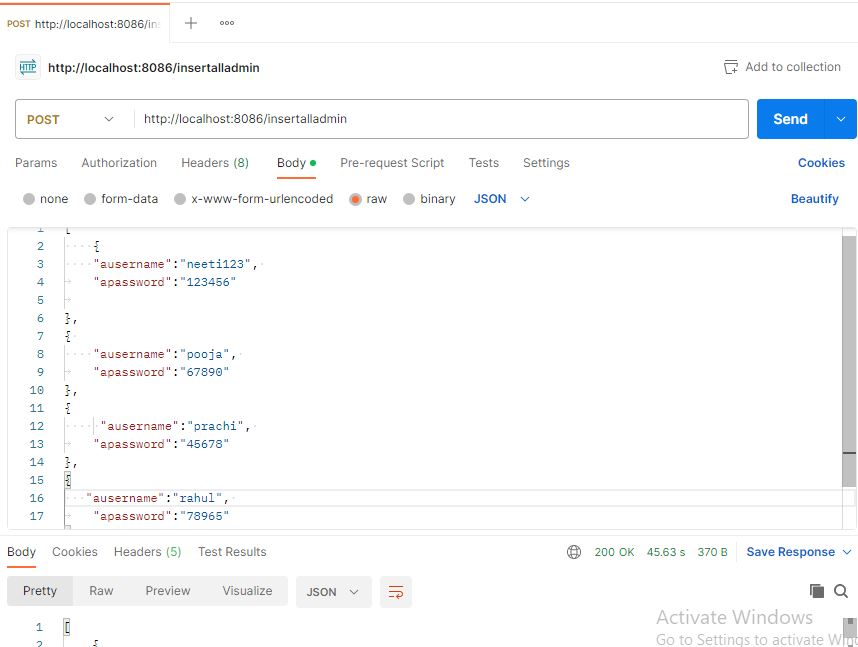 POST http://localhost:8086/in
HTTP http://localhost:8086/insertalladmin
Add to collection
POST http://localhost:8086/insertalladmin Send
Params Authorization Headers (8) Body Pre-request Script Tests Settings Cookies
none form-data x-www-form-urlencoded raw binary JSON Beautify
1 [
2 {
3 "ausername":"neeti123",
4 "apassword":"123456"
5
6 },
7 {
8 "ausername":"pooja",
9 "apassword":"67890"
10 },
11 {
12 "ausername":"prachi",
13 "apassword":"45678"
14 },
15 {
16 "ausername":"rahul",
17 "apassword":"78965"
Body Cookies Headers (5) Test Results 200 OK 45.63 s 370 B Save Response
Pretty Raw Preview Visualize JSON
1 [
2 {
Activate Windows
Go to Settings to activate Win